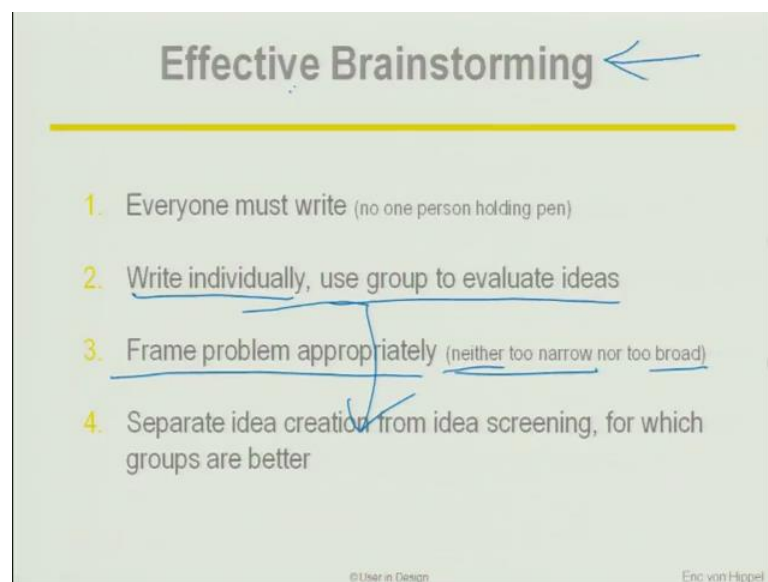 Effective Brainstorming
1. Everyone must write (no one person holding pen)
2. Write individually, use group to evaluate ideas
3. Frame problem appropriately (neither too narrow nor too broad)
4. Separate idea creation from idea screening, for which
groups are better
©User in Design
Eric von Hippel